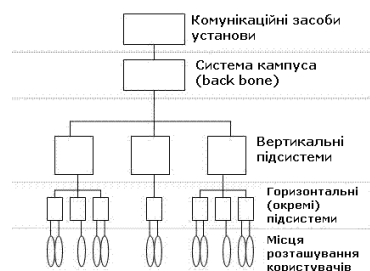 Комунікаційні засоби
установи
Система кампуса
(back bone)
Вертикальні
підсистеми
Горизонтальні
(окремі)
підсистеми
Місця
розташування
користувачів